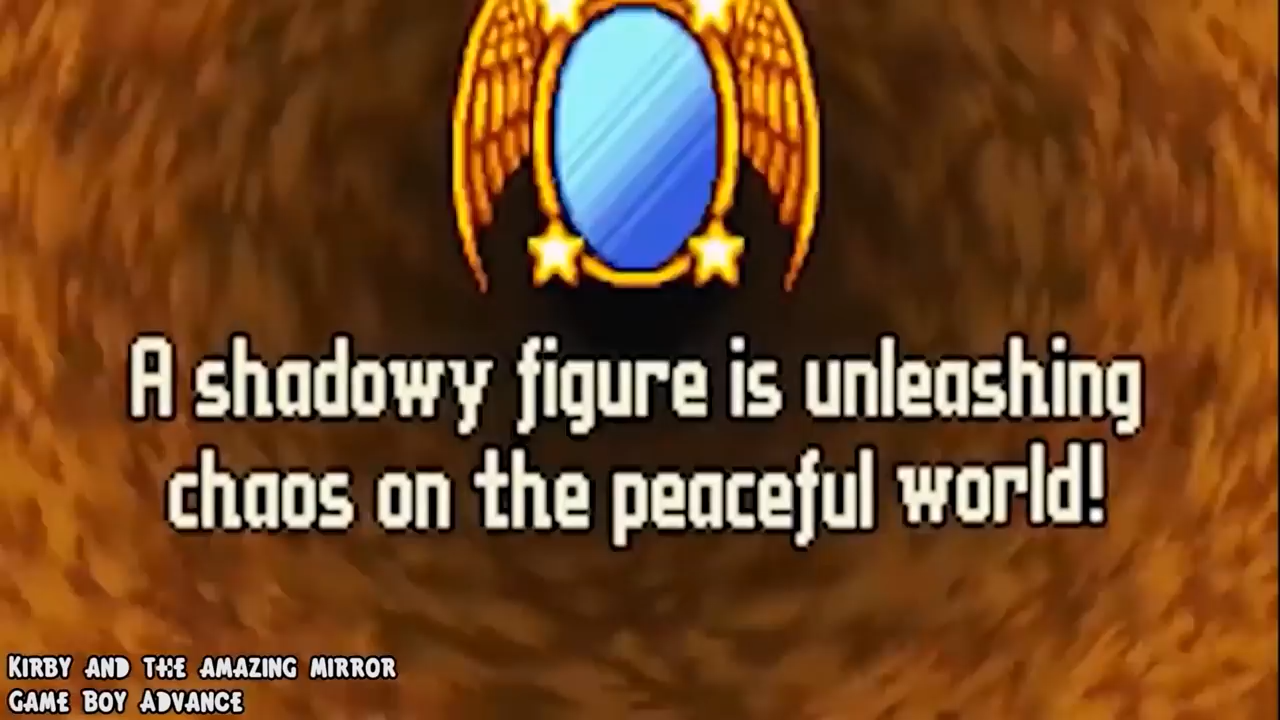 A shadowy figure is unleashing
chaos on the peaceful world!
KIRBY AND THE AMAZING MIRROR
GAME BOY ADVANCE